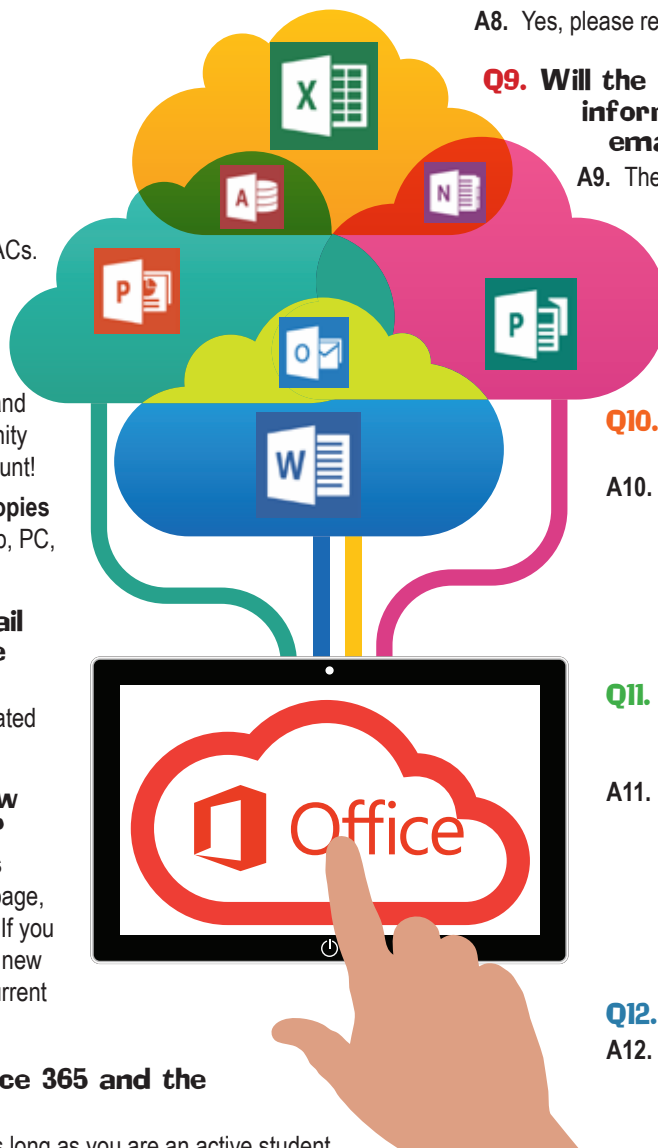 ACs.
and
nity
unt!
opies
o, PC,
ail
e
ated
w
?
s
page,
If you
new
urrent
ce 365 and the
s long as you are an active student
X
A
N
P
P
O
W
Office
A8. Yes, please re
Q9. Will the
inform
ema
A9. The
Q10.
A10.
Q11.
A11.
Q12.
A12.